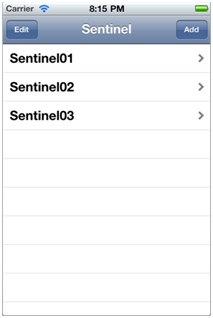 Carrier 8:15 PM
Edit Sentinel Add
Sentinel01
Sentinel02
Sentinel03